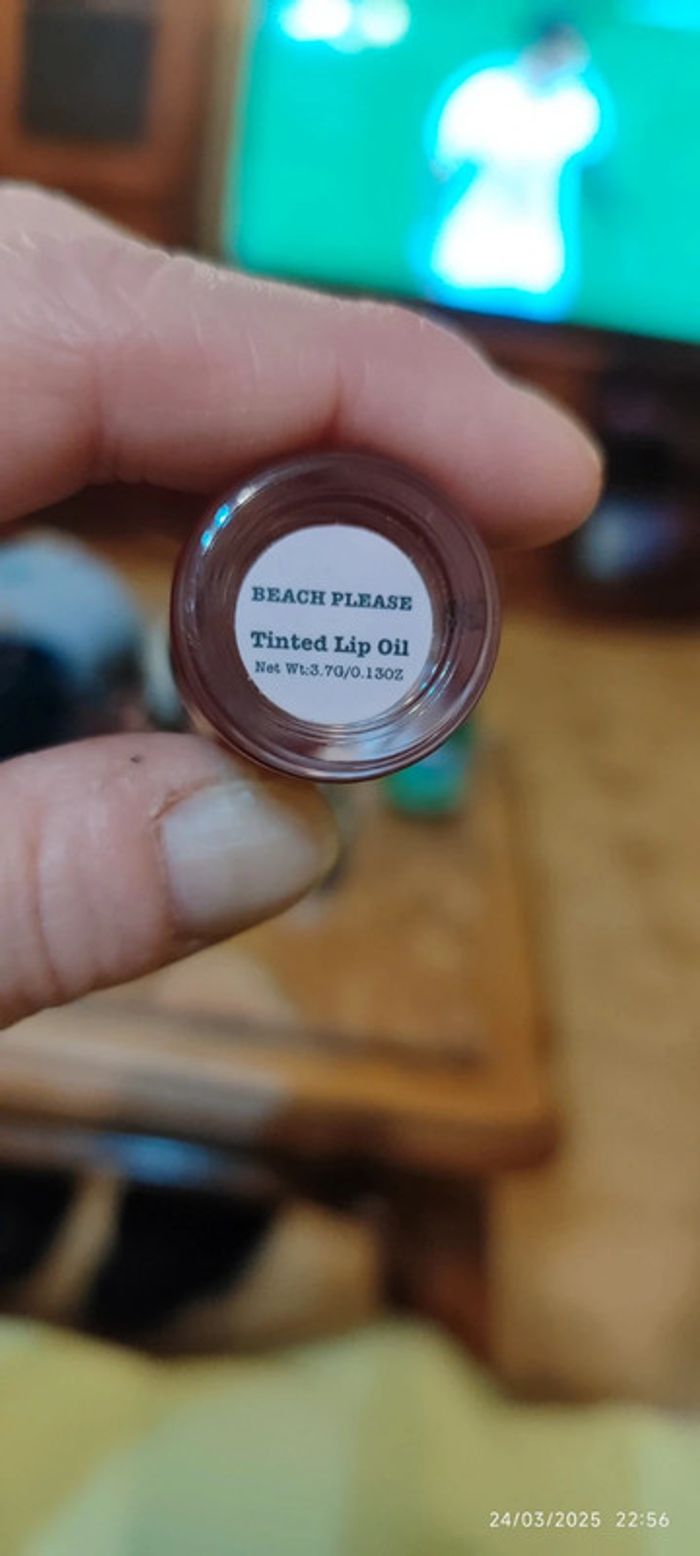 BEACH PLEASE
Tinted Lip Oil
Net Wt:3.7G/0.13OZ
24/03/2025 22:56